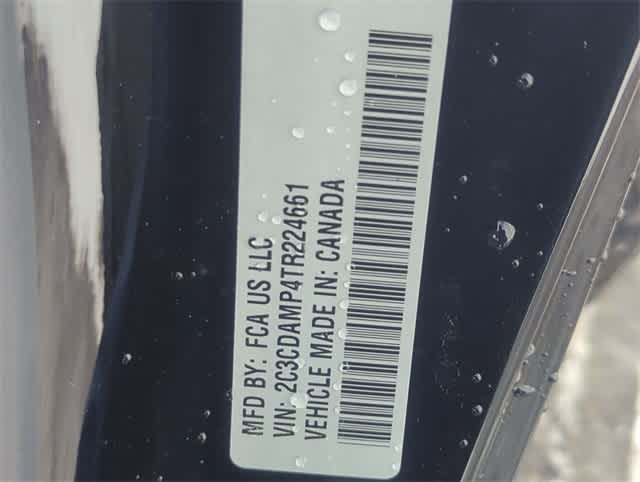 MFD BY: FCA US LLC
VIN: 2C3CDAMP4TR224661
VEHICLE MADE IN: CANADA